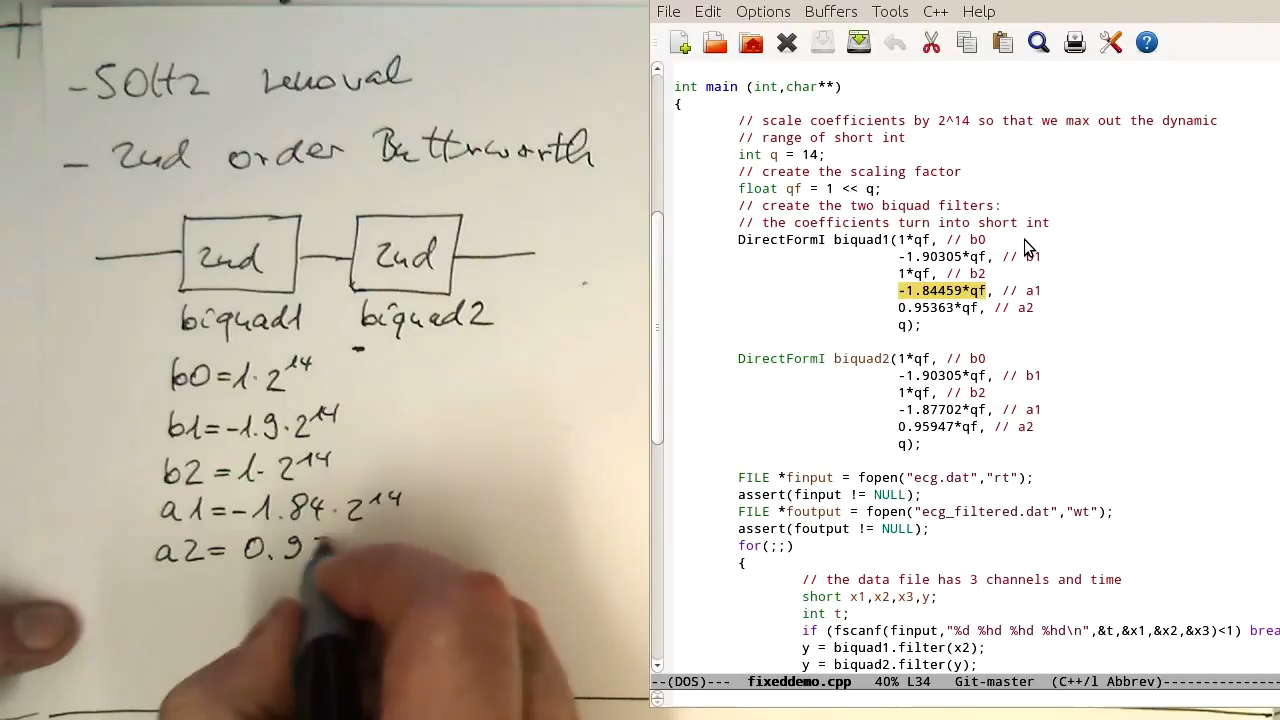 - 50Hz removal
- 2nd order Butterworth
2nd 2nd
biquad1 biquad2
b0=1·2^14
b1=-1.9·2^14
b2=1·2^14
a1=-1.84·2^14
a2=0.9
File Edit Options Buffers Tools C++ Help
int main (int,char**)
{
// scale coefficients by 2^14 so that we max out the dynamic
// range of short int
int q = 14;
// create the scaling factor
float qf = 1 << q;
// create the two biquad filters:
// the coefficients turn into short int
DirectFormI biquad1(1*qf, // b0
-1.90305*qf, // b1
1*qf, // b2
-1.84459*qf, // a1
0.95363*qf, // a2
q);
DirectFormI biquad2(1*qf, // b0
-1.90305*qf, // b1
1*qf, // b2
-1.87702*qf, // a1
0.95947*qf, // a2
q);
FILE *finput = fopen("ecg.dat","rt");
assert(finput != NULL);
FILE *foutput = fopen("ecg_filtered.dat","wt");
assert(foutput != NULL);
for(;;)
{
// the data file has 3 channels and time
short x1,x2,x3,y;
int t;
if (fscanf(finput,"%d %hd %hd %hd\n",&t,&x1,&x2,&x3)<1) brea
y = biquad1.filter(x2);
y = biquad2.filter(y);
--(DOS)--- fixeddemo.cpp 40% L34 Git-master (C++/l Abbrev)---------------